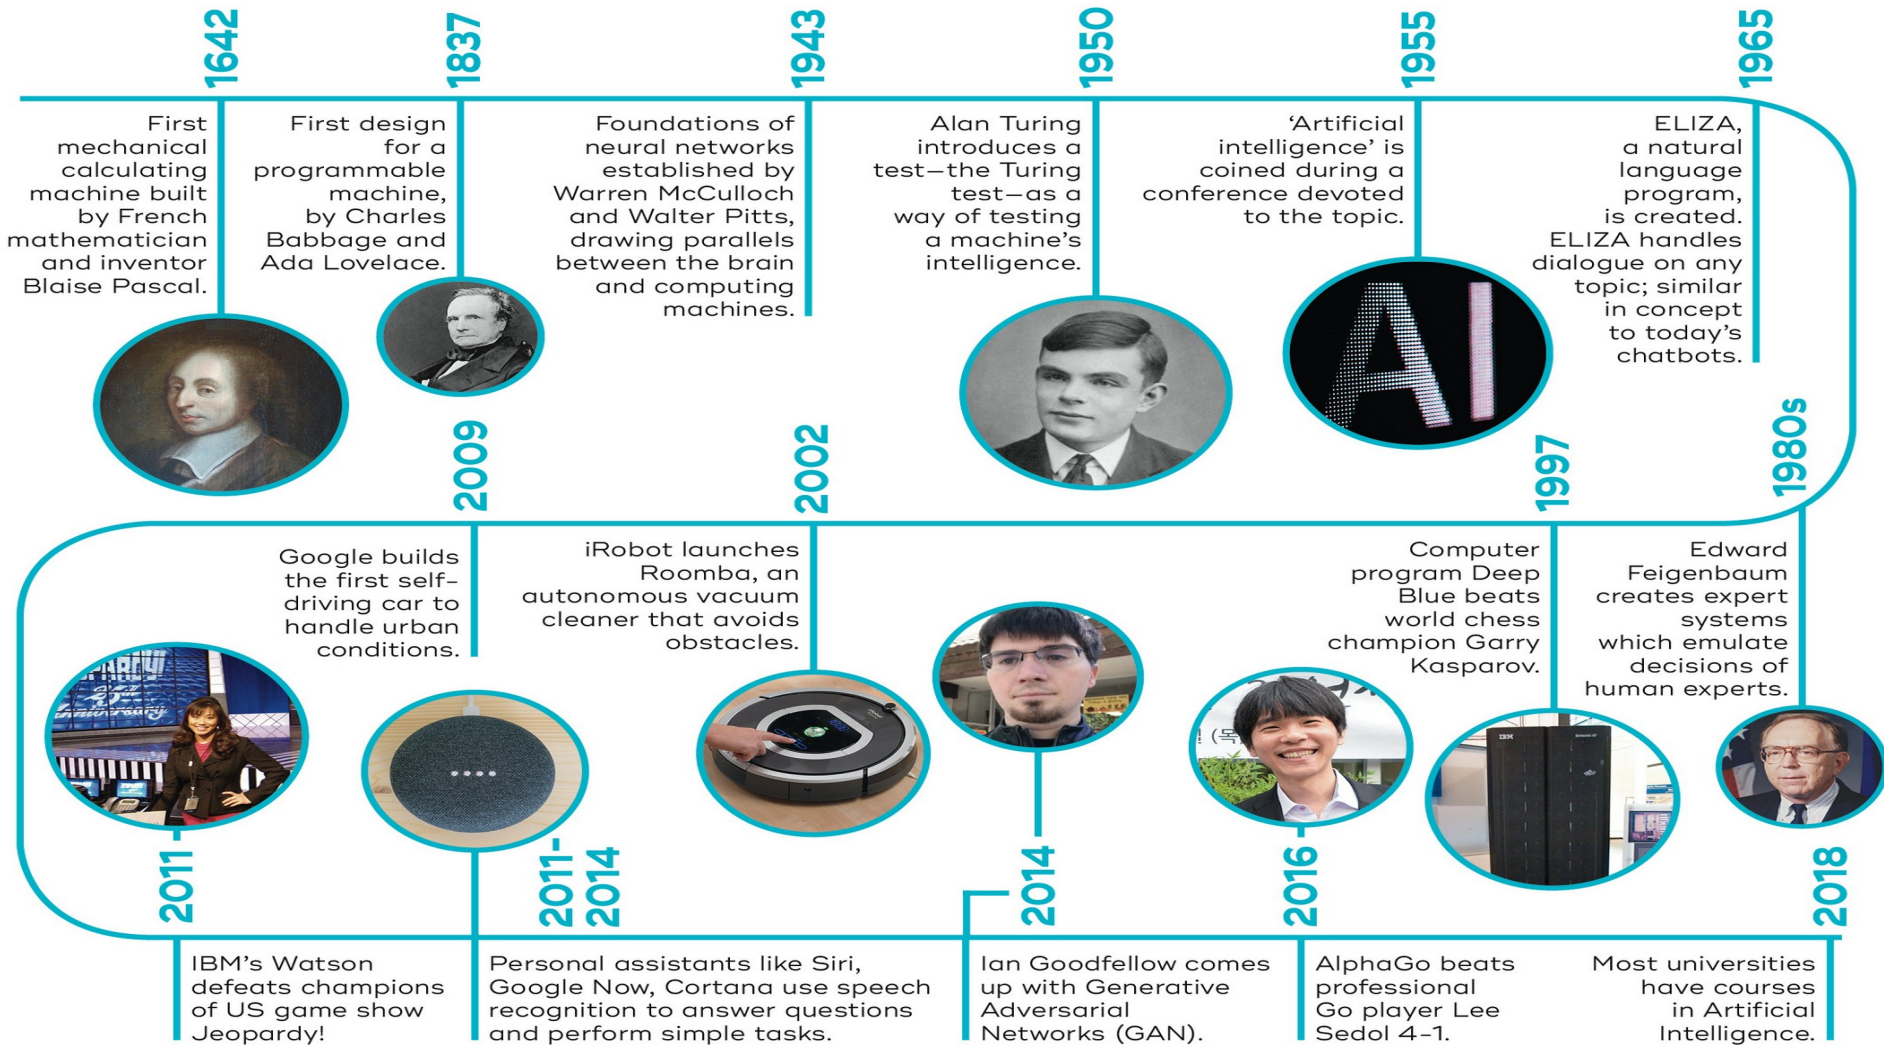 1642
First
mechanical
calculating
machine built
by French
mathematician
and inventor
Blaise Pascal.
1837
First design
for a
programmable
machine,
by Charles
Babbage and
Ada Lovelace.
1943
Foundations of
neural networks
established by
Warren McCulloch
and Walter Pitts,
drawing parallels
between the brain
and computing
machines.
1950
Alan Turing
introduces a
test—the Turing
test—as a
way of testing
a machine’s
intelligence.
1955
‘Artificial
intelligence’ is
coined during a
conference devoted
to the topic.
AI
1965
ELIZA,
a natural
language
program,
is created.
ELIZA handles
dialogue on any
topic; similar
in concept
to today’s
chatbots.
1980s
Edward
Feigenbaum
creates expert
systems
which emulate
decisions of
human experts.
1997
Computer
program Deep
Blue beats
world chess
champion Garry
Kasparov.
IBM
2002
iRobot launches
Roomba, an
autonomous vacuum
cleaner that avoids
obstacles.
2009
Google builds
the first self-
driving car to
handle urban
conditions.
2011
IBM’s Watson
defeats champions
of US game show
Jeopardy!
2011-
2014
Personal assistants like Siri,
Google Now, Cortana use speech
recognition to answer questions
and perform simple tasks.
2014
Ian Goodfellow comes
up with Generative
Adversarial
Networks (GAN).
2016
AlphaGo beats
professional
Go player Lee
Sedol 4-1.
2018
Most universities
have courses
in Artificial
Intelligence.